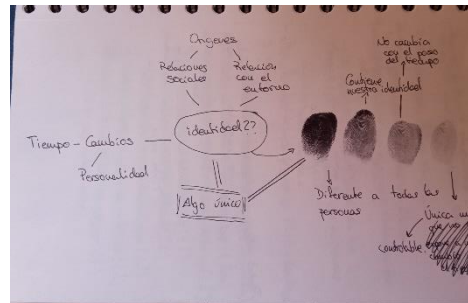 Orígenes
Relaciones
sociales
Relación
con el
entorno
No cambia
con el paso
del tiempo
Contiene
nuestra identidad
Tiempo - Cambios
identidad??
Personalidad
Algo único
Diferente a todas las
personas
Única
controlable